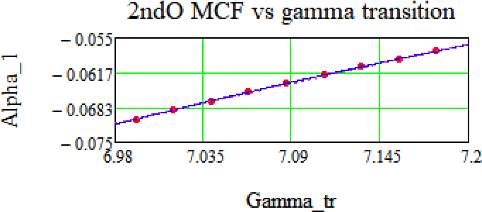 2ndO MCF vs gamma transition
Alpha_1
−0.055
−0.0617
−0.0683
−0.075
6.98 7.035 7.09 7.145 7.2
Gamma_tr